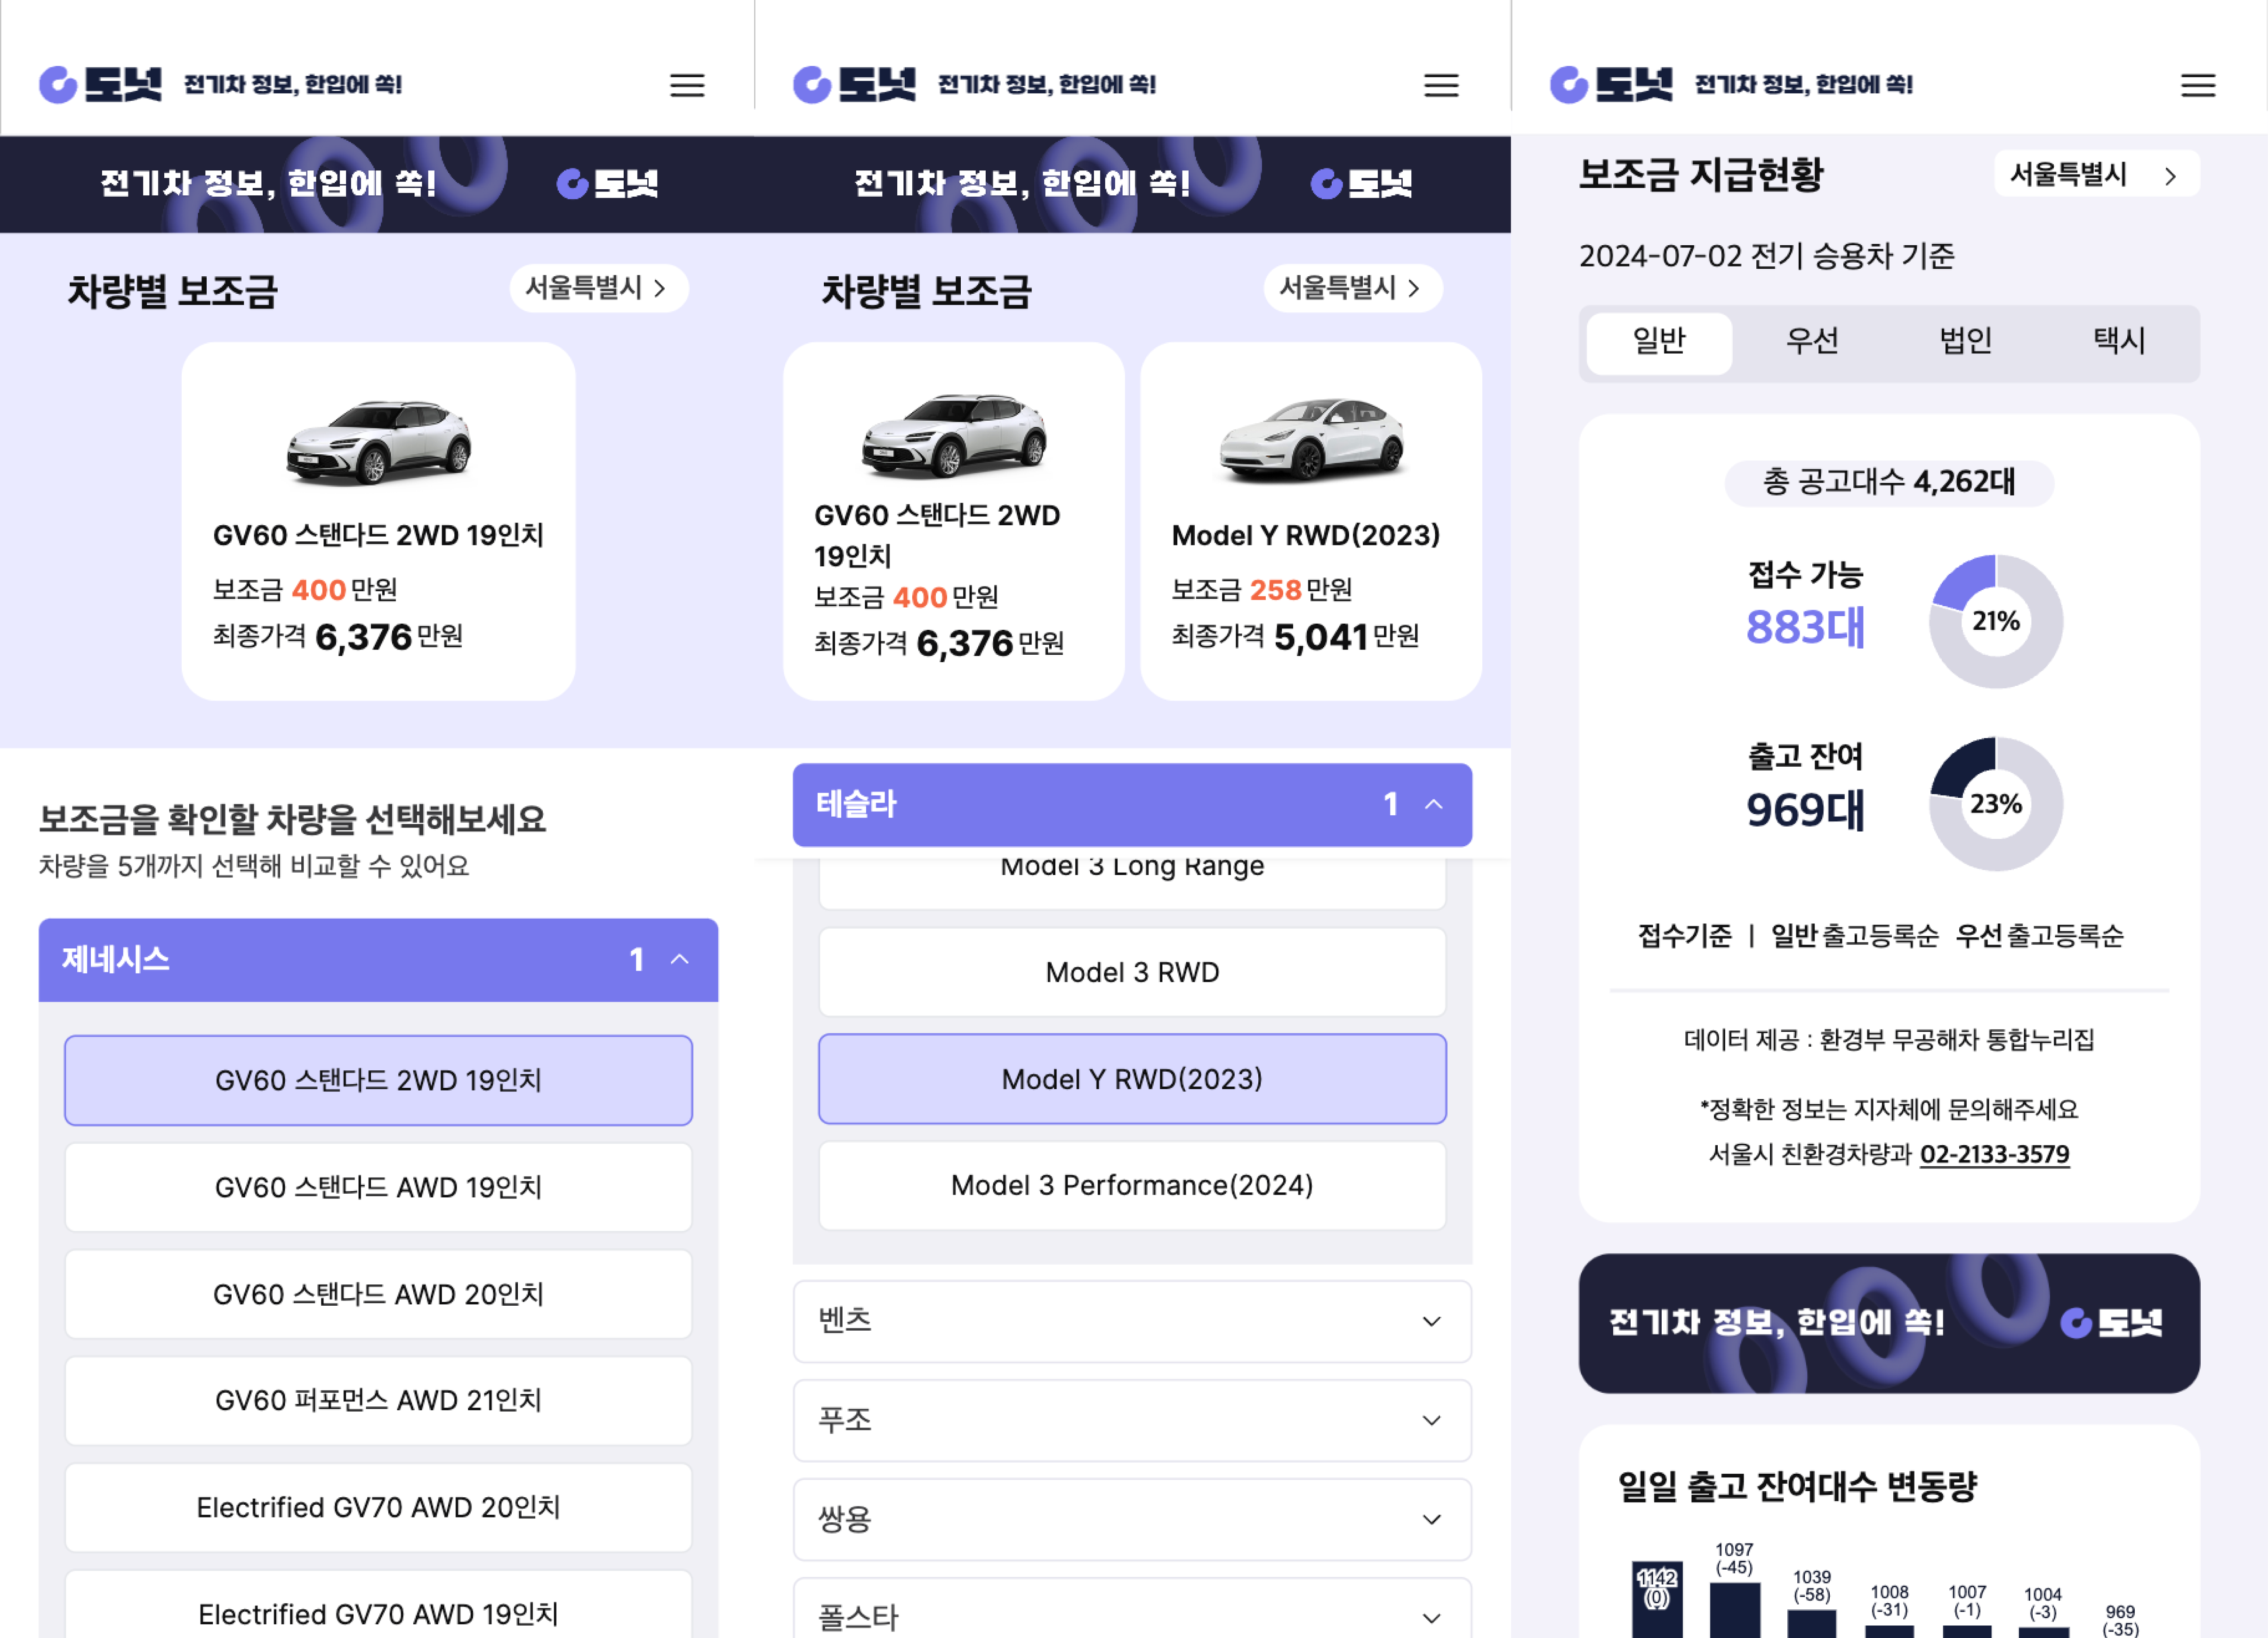 도넛 전기차 정보, 한입에 쏙!
전기차 정보, 한입에 쏙! 도넛
차량별 보조금
서울특별시
GV60 스탠다드 2WD 19인치
보조금 400 만원
최종가격 6,376 만원
보조금을 확인할 차량을 선택해보세요
차량을 5개까지 선택해 비교할 수 있어요
제네시스 1
GV60 스탠다드 2WD 19인치
GV60 스탠다드 AWD 19인치
GV60 스탠다드 AWD 20인치
GV60 퍼포먼스 AWD 21인치
Electrified GV70 AWD 20인치
Electrified GV70 AWD 19인치
도넛 전기차 정보, 한입에 쏙!
전기차 정보, 한입에 쏙! 도넛
차량별 보조금
서울특별시
GV60 스탠다드 2WD
19인치
보조금 400 만원
최종가격 6,376 만원
Model Y RWD(2023)
보조금 258 만원
최종가격 5,041 만원
테슬라 1
Model 3 Long Range
Model 3 RWD
Model Y RWD(2023)
Model 3 Performance(2024)
벤츠
푸조
쌍용
폴스타
도넛 전기차 정보, 한입에 쏙!
보조금 지급현황
서울특별시
2024-07-02 전기 승용차 기준
일반 우선 법인 택시
총 공고대수 4,262대
접수 가능
883대
21%
출고 잔여
969대
23%
접수기준 | 일반 출고등록순 우선 출고등록순
데이터 제공 : 환경부 무공해차 통합누리집
*정확한 정보는 지자체에 문의해주세요
서울시 친환경차량과 02-2133-3579
전기차 정보, 한입에 쏙! 도넛
일일 출고 잔여대수 변동량
1142
(0)
1097
(-45)
1039
(-58)
1008
(-31)
1007
(-1)
1004
(-3)
969
(-35)